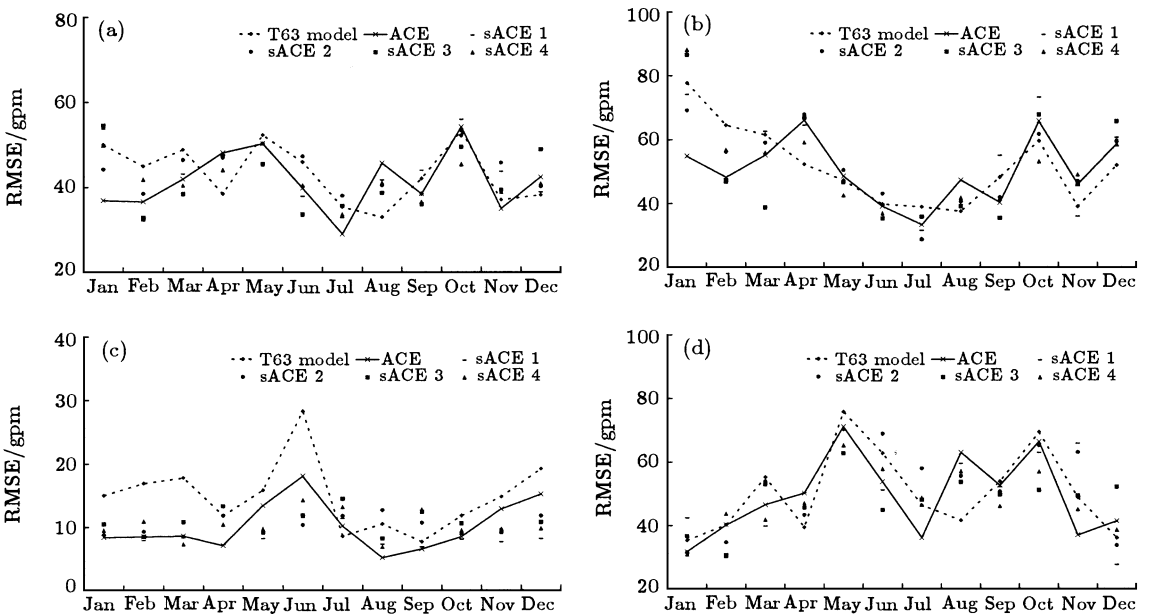 80
(a)
T63 model ACE sACE 1
sACE 2 sACE 3 sACE 4
60
RMSE/gpm
40
20
Jan Feb Mar Apr May Jun Jul Aug Sep Oct Nov Dec
100
(b)
T63 model ACE sACE 1
sACE 2 sACE 3 sACE 4
80
RMSE/gpm
60
40
20
Jan Feb Mar Apr May Jun Jul Aug Sep Oct Nov Dec
40
(c)
T63 model ACE sACE 1
sACE 2 sACE 3 sACE 4
30
RMSE/gpm
20
10
0
Jan Feb Mar Apr May Jun Jul Aug Sep Oct Nov Dec
100
(d)
T63 model ACE sACE 1
sACE 2 sACE 3 sACE 4
80
RMSE/gpm
60
40
20
Jan Feb Mar Apr May Jun Jul Aug Sep Oct Nov Dec